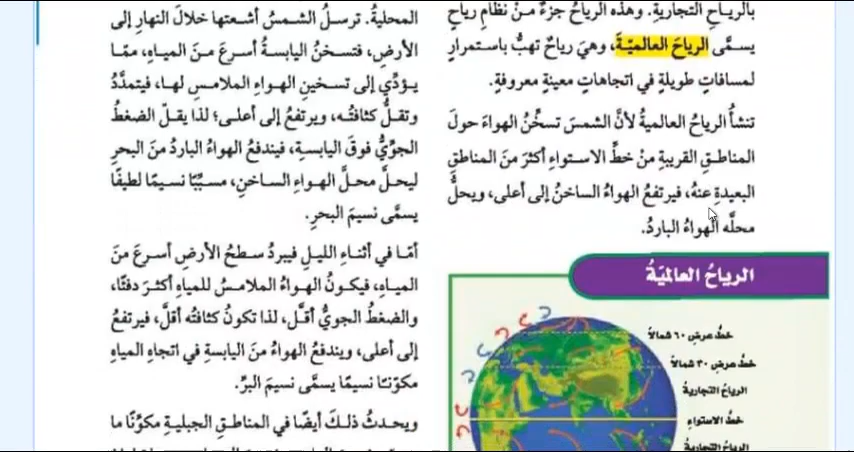 بالرياحِ التجاريةِ. وهذه الرياحُ جزءٌ منْ نظامِ رياحٍ
يسمَّى الرياحَ العالميّةَ، وهيَ رياحٌ تهبُّ باستمرارٍ
لمسافاتٍ طويلةٍ في اتجاهاتٍ معينةٍ معروفةٍ.
تنشأُ الرياحُ العالميةُ لأنَّ الشمسَ تسخِّنُ الهواءَ حولَ
المناطقِ القريبةِ منْ خطِّ الاستواءِ أكثرَ منَ المناطقِ
البعيدةِ عنهُ، فيرتفعُ الهواءُ الساخنُ إلى أعلى، ويحلُّ
محلَّه الهواءُ الباردُ.
الرياحُ العالميّةُ
خطُّ عرضِ ٦٠ شمالاً
خطُّ عرضِ ٣٠ شمالاً
الرياحُ التجاريةُ
خطُّ الاستواءِ
الرياحُ التجاريةُ
المحليةُ. ترسلُ الشمسُ أشعتها خلالَ النهارِ إلى
الأرضِ، فتسخنُ اليابسةُ أسرعَ منَ المياهِ، ممّا
يؤدِّيَ إلى تسخينِ الهواءِ الملامسِ لها، فيتمدَّدُ
وتقلُّ كثافتُه، ويرتفعُ إلى أعلى؛ لذا يقلّ الضغطُ
الجوِّيُّ فوقَ اليابسةِ، فيندفعُ الهواءُ الباردُ منَ البحرِ
ليحلَّ محلَّ الهواءِ الساخنِ، مسبِّبًا نسيمًا لطيفًا
يسمَّى نسيمَ البحرِ.
أمّا في أثناءِ الليلِ فيبردُ سطحُ الأرضِ أسرعَ منَ
المياهِ، فيكونُ الهواءُ الملامسُ للمياهِ أكثرَ دفئًا،
والضغطُ الجويُّ أقلَّ، لذا تكونُ كثافتُه أقلَّ، فيرتفعُ
إلى أعلى، ويندفعُ الهواءُ منَ اليابسةِ في اتجاهِ المياهِ
مكوّنًا نسيمًا يسمَّى نسيمَ البرِّ.
ويحدثُ ذلكَ أيضًا في المناطقِ الجبليةِ مكوِّنًا ما